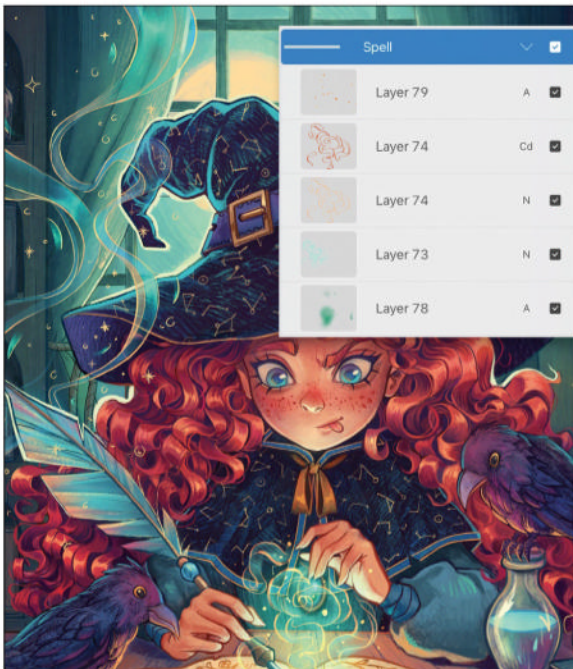 Spell
Layer 79 A
Layer 74 Cd
Layer 74 N
Layer 73 N
Layer 78 A